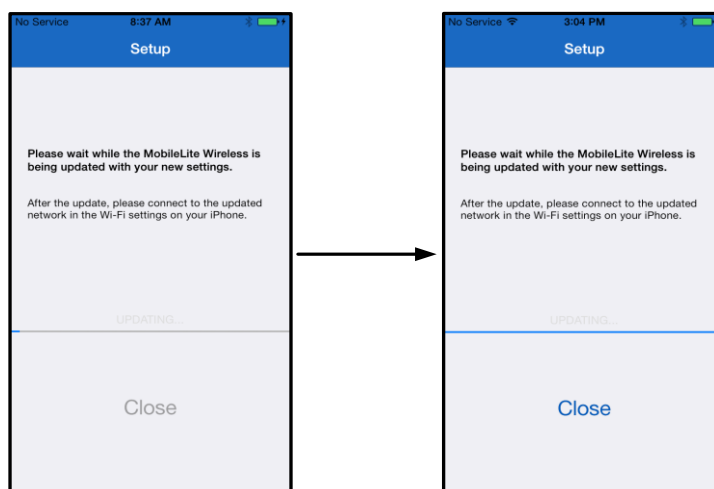 No Service 8:37 AM
Setup
Please wait while the MobileLite Wireless is
being updated with your new settings.
After the update, please connect to the updated
network in the Wi-Fi settings on your iPhone.
UPDATING...
Close
No Service 3:04 PM
Setup
Please wait while the MobileLite Wireless is
being updated with your new settings.
After the update, please connect to the updated
network in the Wi-Fi settings on your iPhone.
UPDATING...
Close